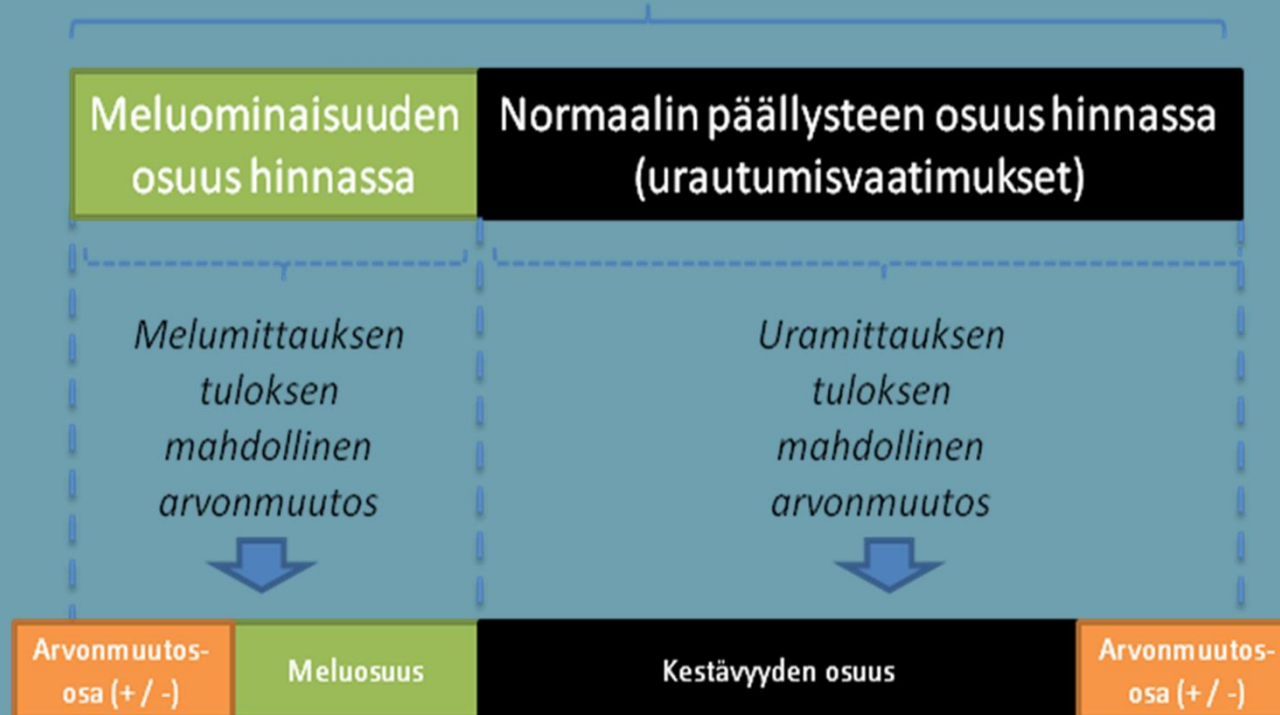 Meluominaisuuden
osuus hinnassa
Normaalin päällysteen osuus hinnassa
(urautumisvaatimukset)
Melumittauksen
tuloksen
mahdollinen
arvonmuutos
Uramittauksen
tuloksen
mahdollinen
arvonmuutos
Arvonmuutos-
osa (+ / -)
Meluosuus
Kestävyyden osuus
Arvonmuutos-
osa (+ / -)